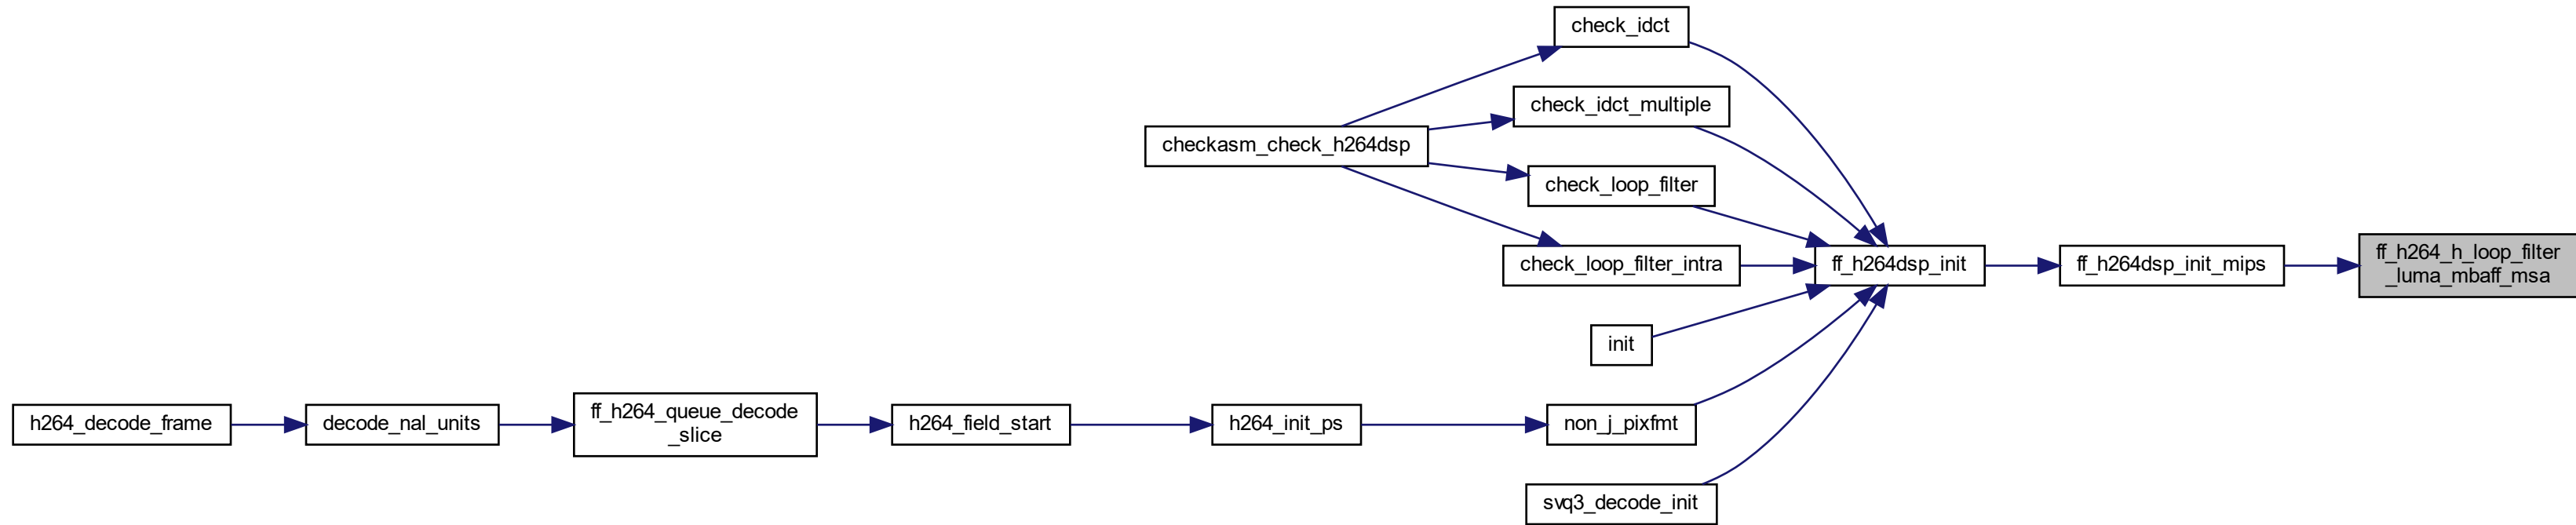 check_idct
check_idct_multiple
checkasm_check_h264dsp
check_loop_filter
check_loop_filter_intra
ff_h264dsp_init
ff_h264dsp_init_mips
ff_h264_h_loop_filter
_luma_mbaff_msa
init
h264_decode_frame
decode_nal_units
ff_h264_queue_decode
_slice
h264_field_start
h264_init_ps
non_j_pixfmt
svq3_decode_init